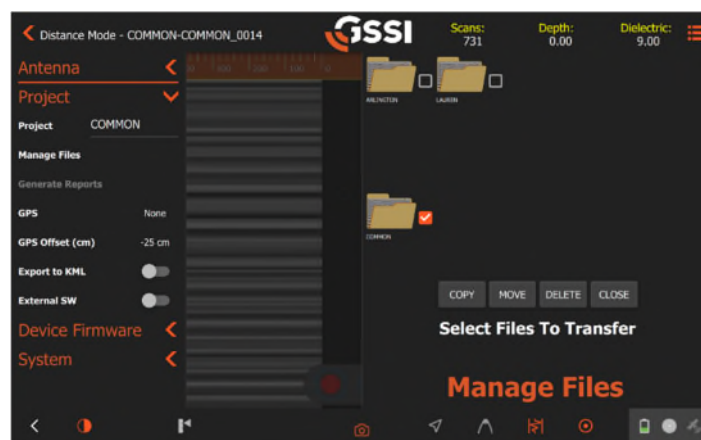 Distance Mode - COMMON-COMMON_0014
GSSI
Scans:
731
Depth:
0.00
Dielectric:
9.00
Antenna
Project
Project COMMON
Manage Files
Generate Reports
GPS None
GPS Offset (cm) -25 cm
Export to KML
External SW
Device Firmware
System
ARLINGTON
COMMON
COPY MOVE DELETE CLOSE
Select Files To Transfer
Manage Files